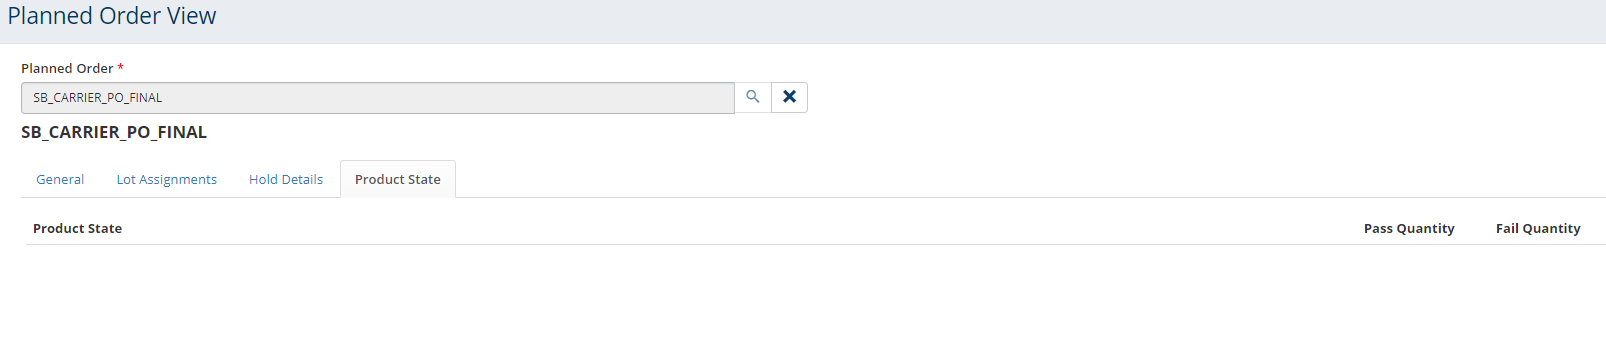 Planned Order View
Planned Order *
SB_CARRIER_PO_FINAL
SB_CARRIER_PO_FINAL
General Lot Assignments Hold Details Product State
Product State Pass Quantity Fail Quantity